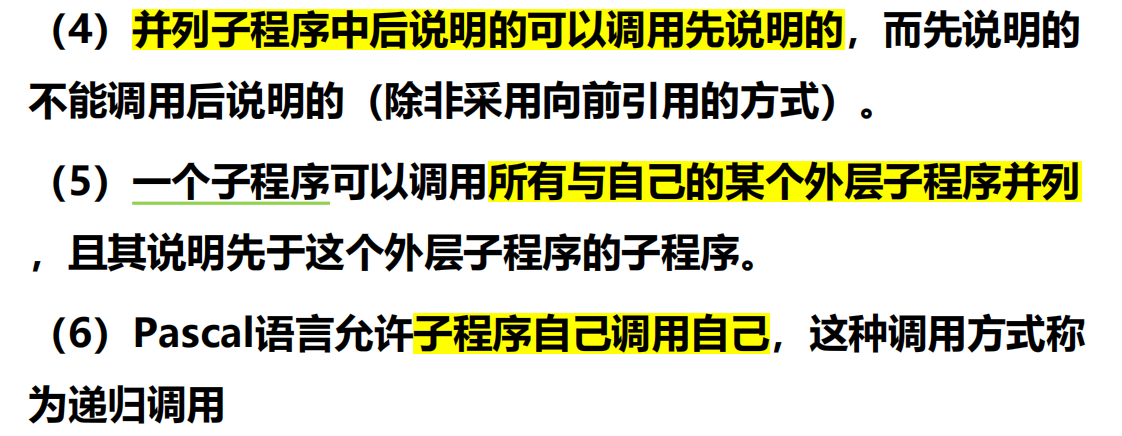 （4）并列子程序中后说明的可以调用先说明的，而先说明的
不能调用后说明的（除非采用向前引用的方式）。
（5）一个子程序可以调用所有与自己的某个外层子程序并列
，且其说明先于这个外层子程序的子程序。
（6）Pascal语言允许子程序自己调用自己，这种调用方式称
为递归调用